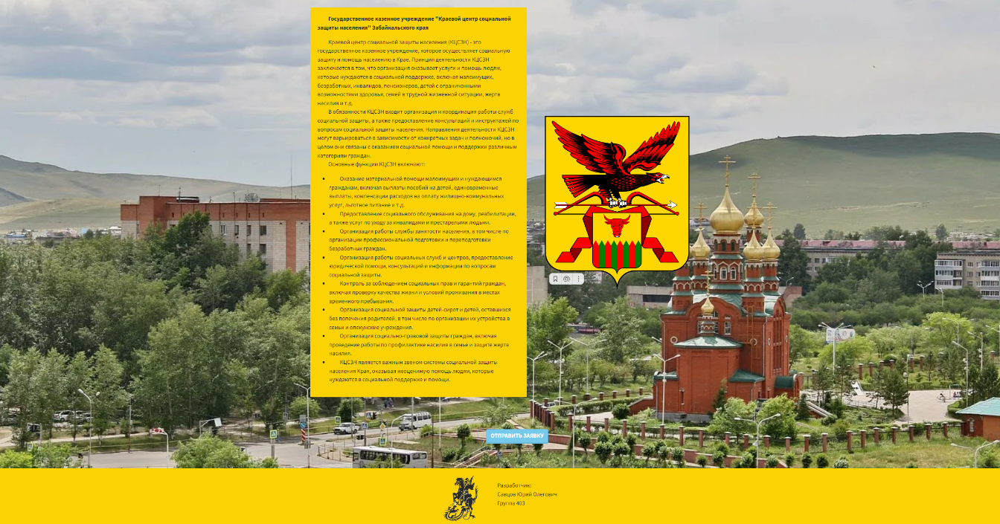 Государственное казенное учреждение "Краевой центр социальной
защиты населения" Забайкальского края
Краевой центр социальной защиты населения (КЦСЗН) - это
государственное казенное учреждение, которое осуществляет социальную
защиту и помощь населению в Крае. Принцип деятельности КЦСЗН
заключается в том, что организация оказывает услуги и помощь людям,
которые нуждаются в социальной поддержке, включая малоимущих,
безработных, инвалидов, пенсионеров, детей с ограниченными
возможностями здоровья, семей в трудной жизненной ситуации, жертв
насилия и т.д.
В обязанности КЦСЗН входит организация и координация работы служб
социальной защиты, а также предоставление консультаций и инструктажей по
вопросам социальной защиты населения. Направления деятельности КЦСЗН
могут варьироваться в зависимости от конкретных задач и полномочий, но в
целом они связаны с оказанием социальной помощи и поддержки различным
категориям граждан.
Основные функции КЦСЗН включают:
• Оказание материальной помощи малоимущим и нуждающимся
гражданам, включая выплаты пособий на детей, единовременные
выплаты, компенсации расходов на оплату жилищно-коммунальных
услуг, льготное питание и т.д.
• Предоставление социального обслуживания на дому, реабилитации,
а также услуг по уходу за инвалидами и престарелыми людьми.
• Организация работы службы занятости населения, в том числе по
организации профессиональной подготовки и переподготовки
безработных граждан.
• Организация работы социальных служб и центров, предоставление
юридической помощи, консультаций и информации по вопросам
социальной защиты.
• Контроль за соблюдением социальных прав и гарантий граждан,
включая проверку качества жизни и условий проживания в местах
временного пребывания.
• Организация социальной защиты детей-сирот и детей, оставшихся
без попечения родителей, в том числе по организации их устройства в
семьи и опекунские учреждения.
• Организация социально-правовой защиты граждан, включая
проведение работы по профилактике насилия в семье и защите жертв
насилия.
• КЦСЗН является важным звеном системы социальной защиты
населения Края, оказывая неоценимую помощь людям, которые
нуждаются в социальной поддержке и помощи.
ОТПРАВИТЬ ЗАЯВКУ
Разработчик:
Савцов Юрий Олегович
Группа 403